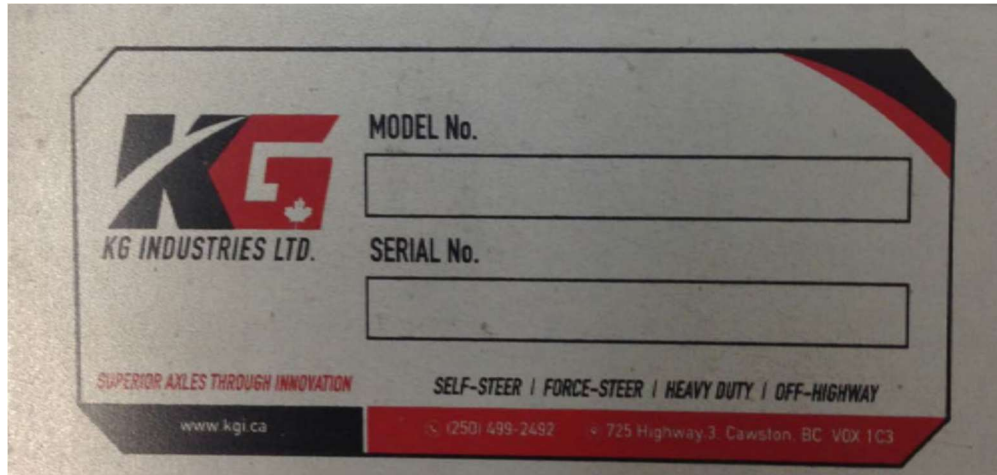 KG
MODEL No.
KG INDUSTRIES LTD.
SERIAL No.
SUPERIOR AXLES THROUGH INNOVATION
SELF-STEER | FORCE-STEER | HEAVY DUTY | OFF-HIGHWAY
www.kgi.ca
(250) 499-2492
725 Highway 3, Cawston, BC V0X 1C3